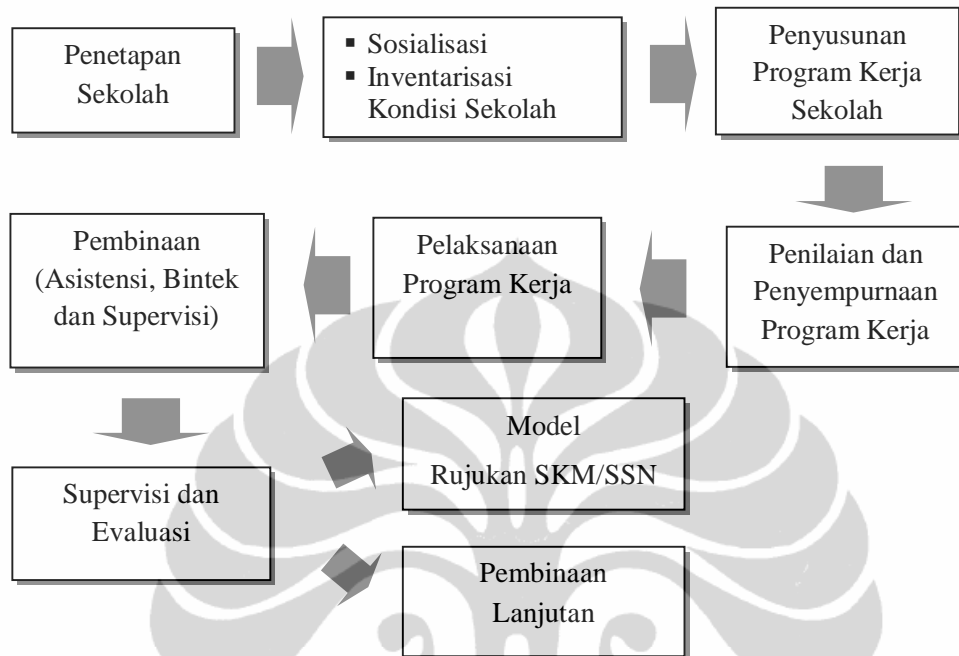 Penetapan
Sekolah
▪ Sosialisasi
▪ Inventarisasi
Kondisi Sekolah
Penyusunan
Program Kerja
Sekolah
Penilaian dan
Penyempurnaan
Program Kerja
Pelaksanaan
Program Kerja
Pembinaan
(Asistensi, Bintek
dan Supervisi)
Supervisi dan
Evaluasi
Model
Rujukan SKM/SSN
Pembinaan
Lanjutan